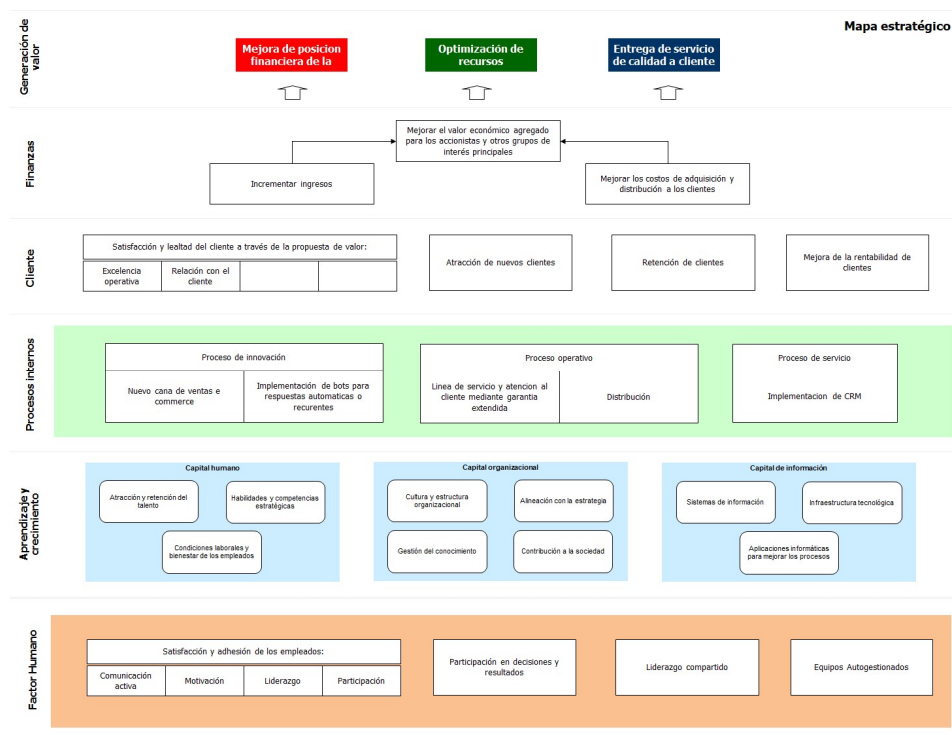 Mapa estratégico
Generación de
valor
Mejora de posicion
financiera de la
Optimización de
recursos
Entrega de servicio
de calidad a cliente
Finanzas
Mejorar el valor económico agregado
para los accionistas y otros grupos de
interés principales
Incrementar ingresos
Mejorar los costos de adquisición y
distribución a los clientes
Cliente
Satisfacción y lealtad del cliente a través de la propuesta de valor:
Excelencia
operativa
Relación con el
cliente
Atracción de nuevos clientes
Retención de clientes
Mejora de la rentabilidad de
clientes
Procesos internos
Proceso de innovación
Nuevo cana de ventas e
commerce
Implementación de bots para
respuestas automaticas o
recurentes
Proceso operativo
Linea de servicio y atencion al
cliente mediante garantia
extendida
Distribución
Proceso de servicio
Implementacion de CRM
Aprendizaje y
crecimiento
Capital humano
Atracción y retención del
talento
Habilidades y competencias
estratégicas
Condiciones laborales y
bienestar de los empleados
Capital organizacional
Cultura y estructura
organizacional
Alineación con la estrategia
Gestión del conocimiento
Contribución a la sociedad
Capital de información
Sistemas de información
Infraestructura tecnológica
Aplicaciones informáticas
para mejorar los procesos
Factor Humano
Satisfacción y adhesión de los empleados:
Comunicación
activa
Motivación
Liderazgo
Participación
Participación en decisiones y
resultados
Liderazgo compartido
Equipos Autogestionados